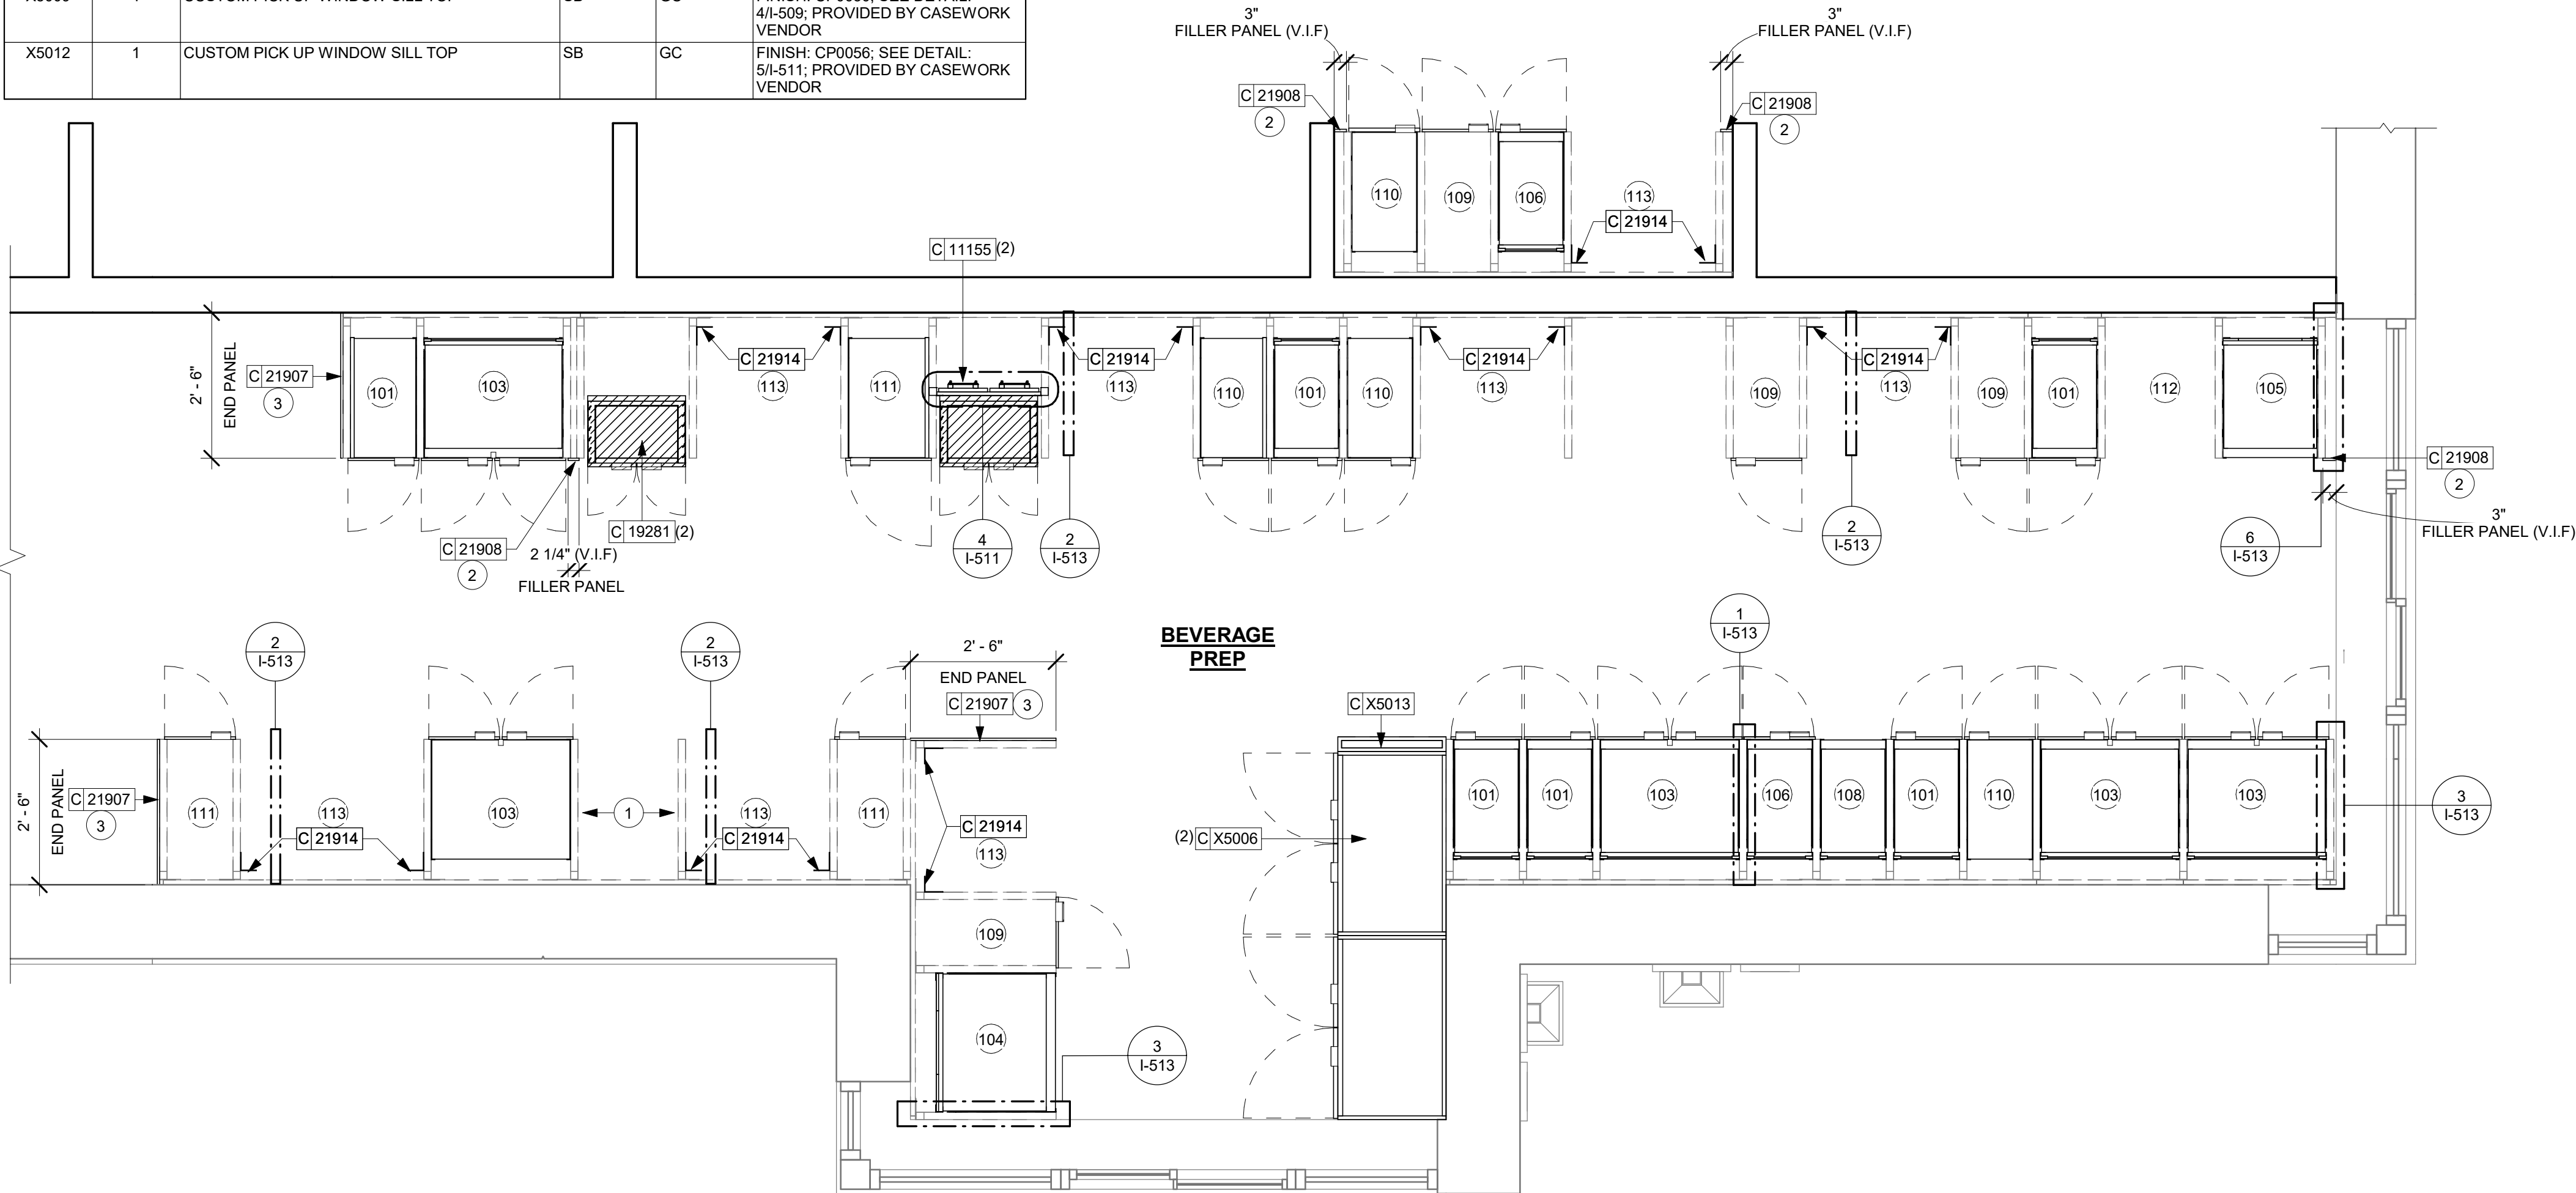 4/I-509; PROVIDED BY CASEWORK
VENDOR
X5012 1 CUSTOM PICK UP WINDOW SILL TOP SB GC FINISH: CP0056; SEE DETAIL:
5/I-511; PROVIDED BY CASEWORK
VENDOR
3"
FILLER PANEL (V.I.F)
3"
FILLER PANEL (V.I.F)
C 21908
2
C 21908
2
110
109
106
113
C 21914
C 11155 (2)
2' - 6"
END PANEL
C 21907
3
101
103
C 21914
113
111
C 21914
113
110
101
110
C 21914
113
109
C 21914
113
109
101
112
105
C 21908
2
3"
FILLER PANEL (V.I.F)
C 19281 (2)
C 21908
2
2 1/4" (V.I.F)
FILLER PANEL
4
I-511
2
I-513
2
I-513
6
I-513
BEVERAGE
PREP
2
I-513
2
I-513
1
I-513
2' - 6"
END PANEL
C 21907 3
C X5013
2' - 6"
END PANEL
C 21907
3
111
113
C 21914
103
1
113
C 21914
111
C 21914
113
(2) C X5006
101
101
103
106
108
101
110
103
103
3
I-513
109
104
3
I-513